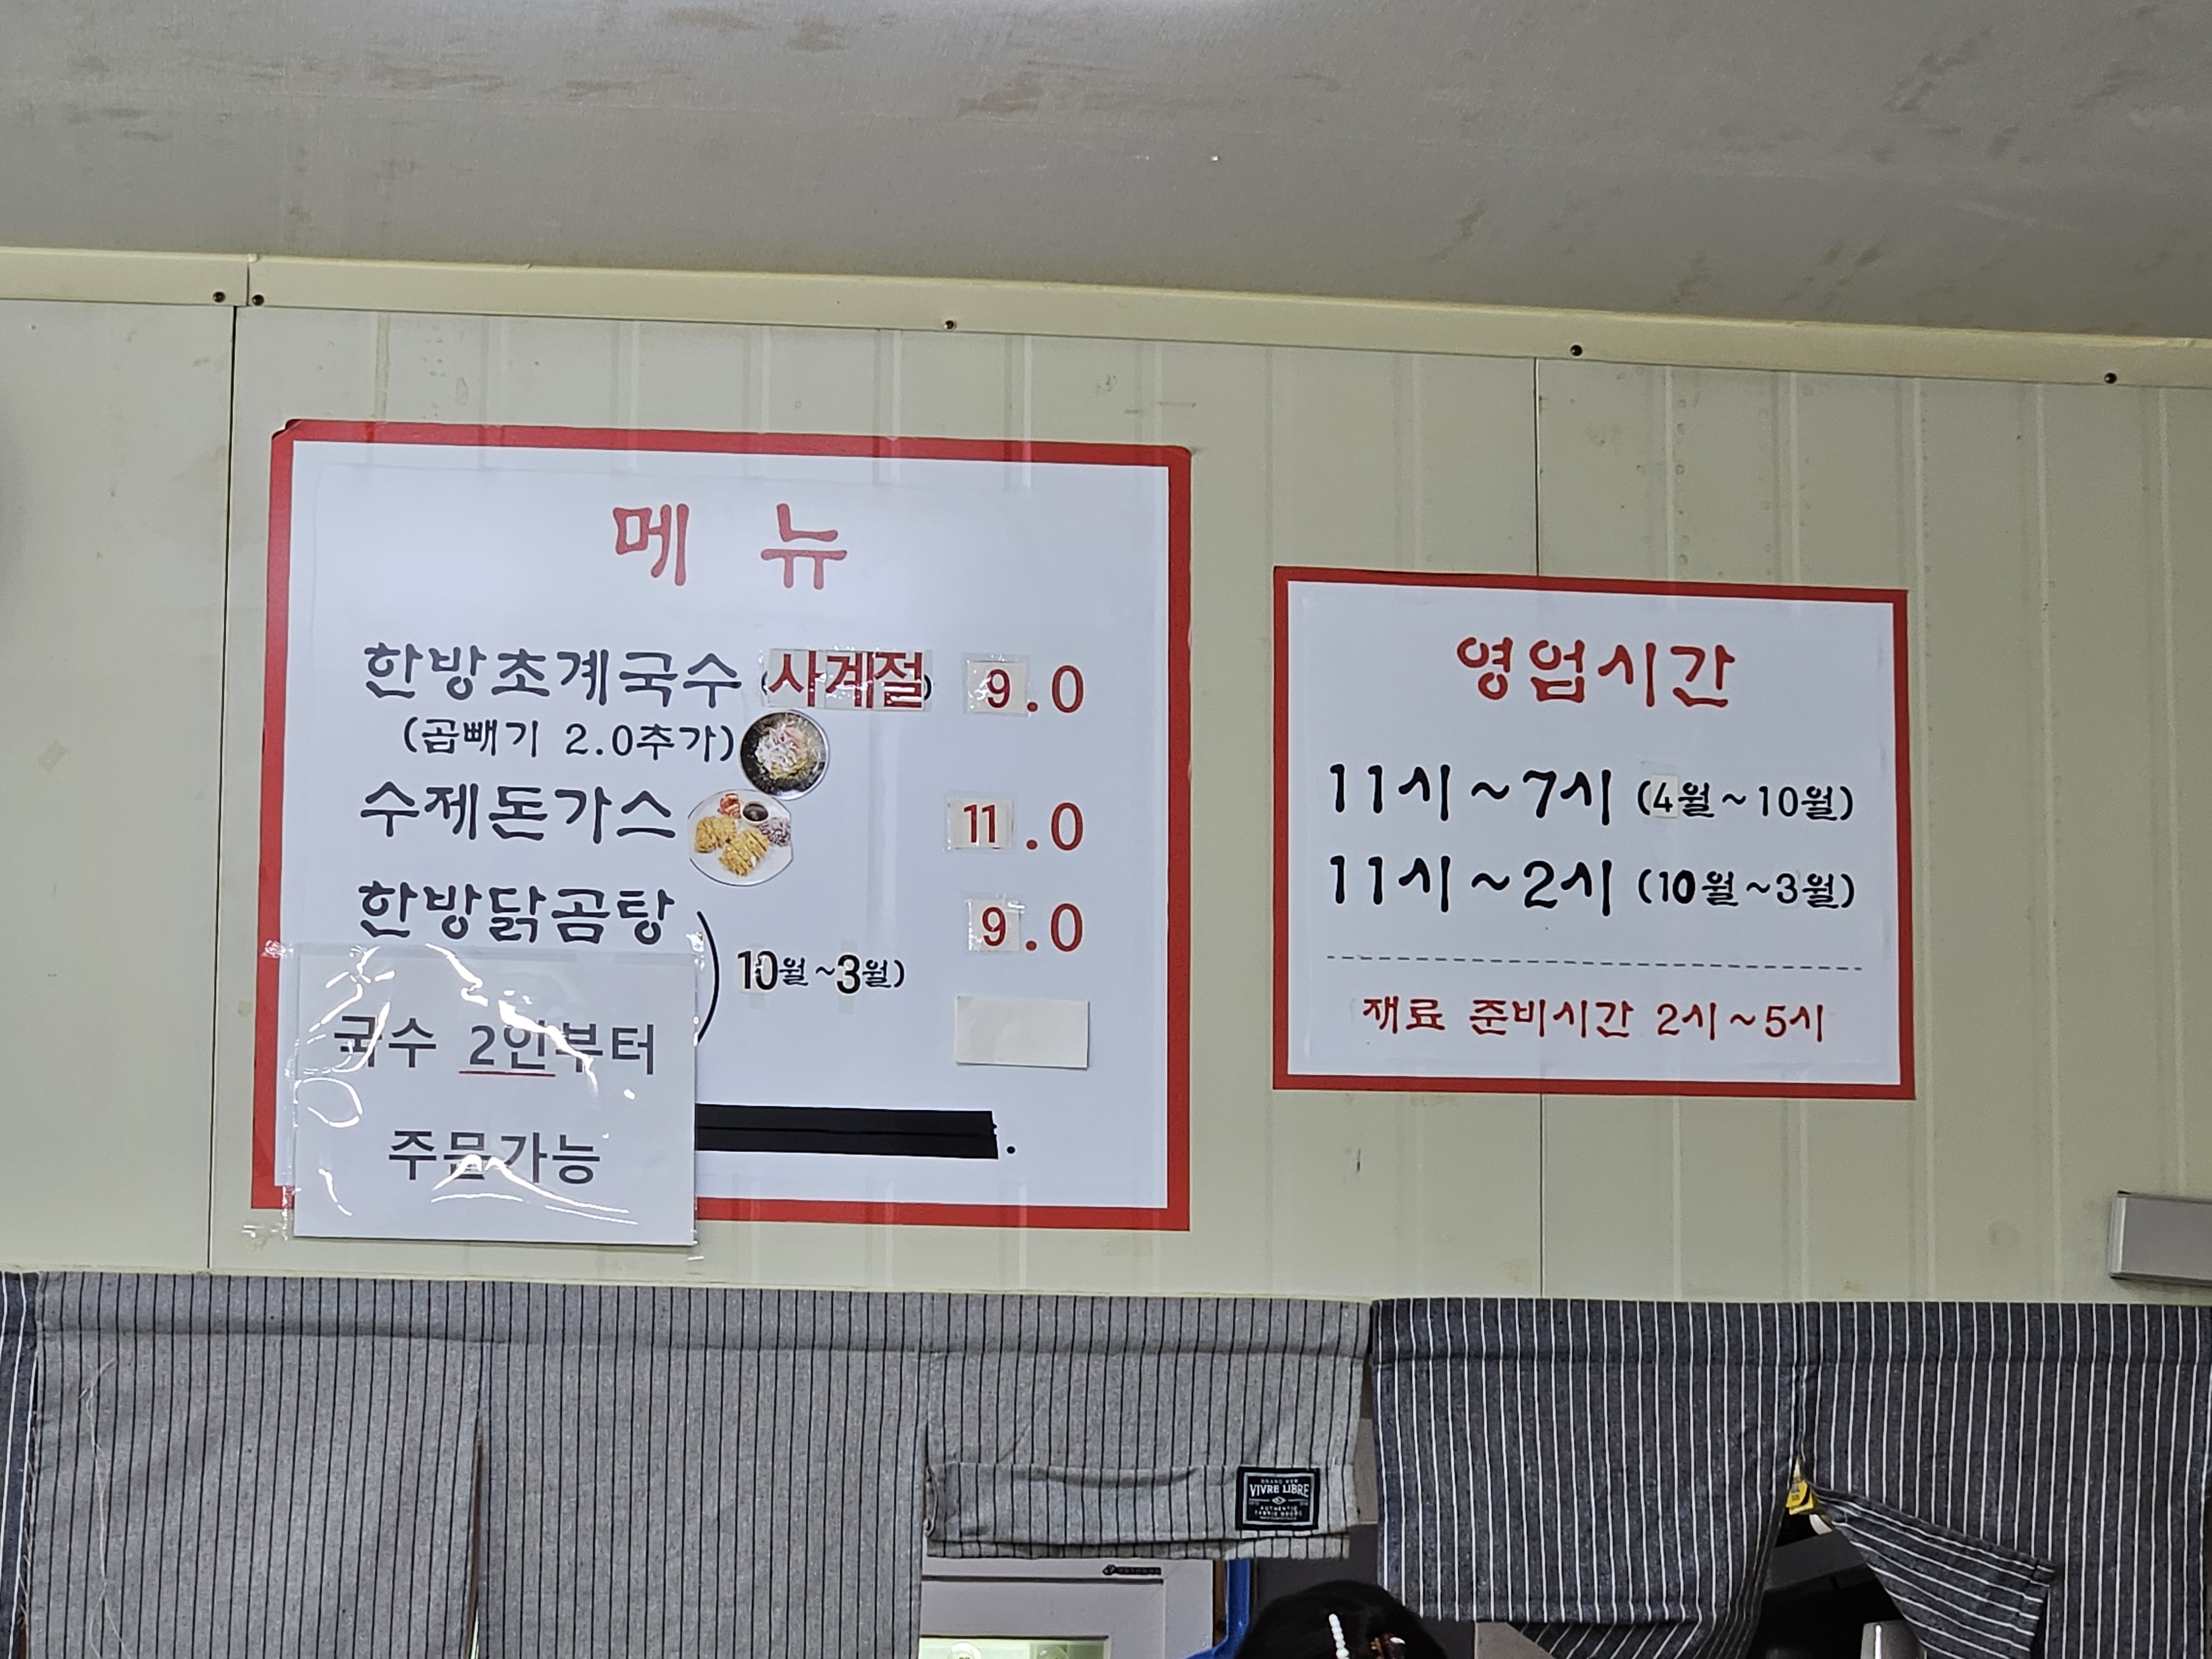 메 뉴
한방초계국수 (사계절) 9.0
(곱빼기 2.0추가)
수제돈가스 11.0
한방닭곰탕 9.0
10월~3월)
국수 2인부터
주문가능
영업시간
11시~7시 (4월~10월)
11시~2시 (10월~3월)
재료 준비시간 2시~5시
VIVRE LIBRE